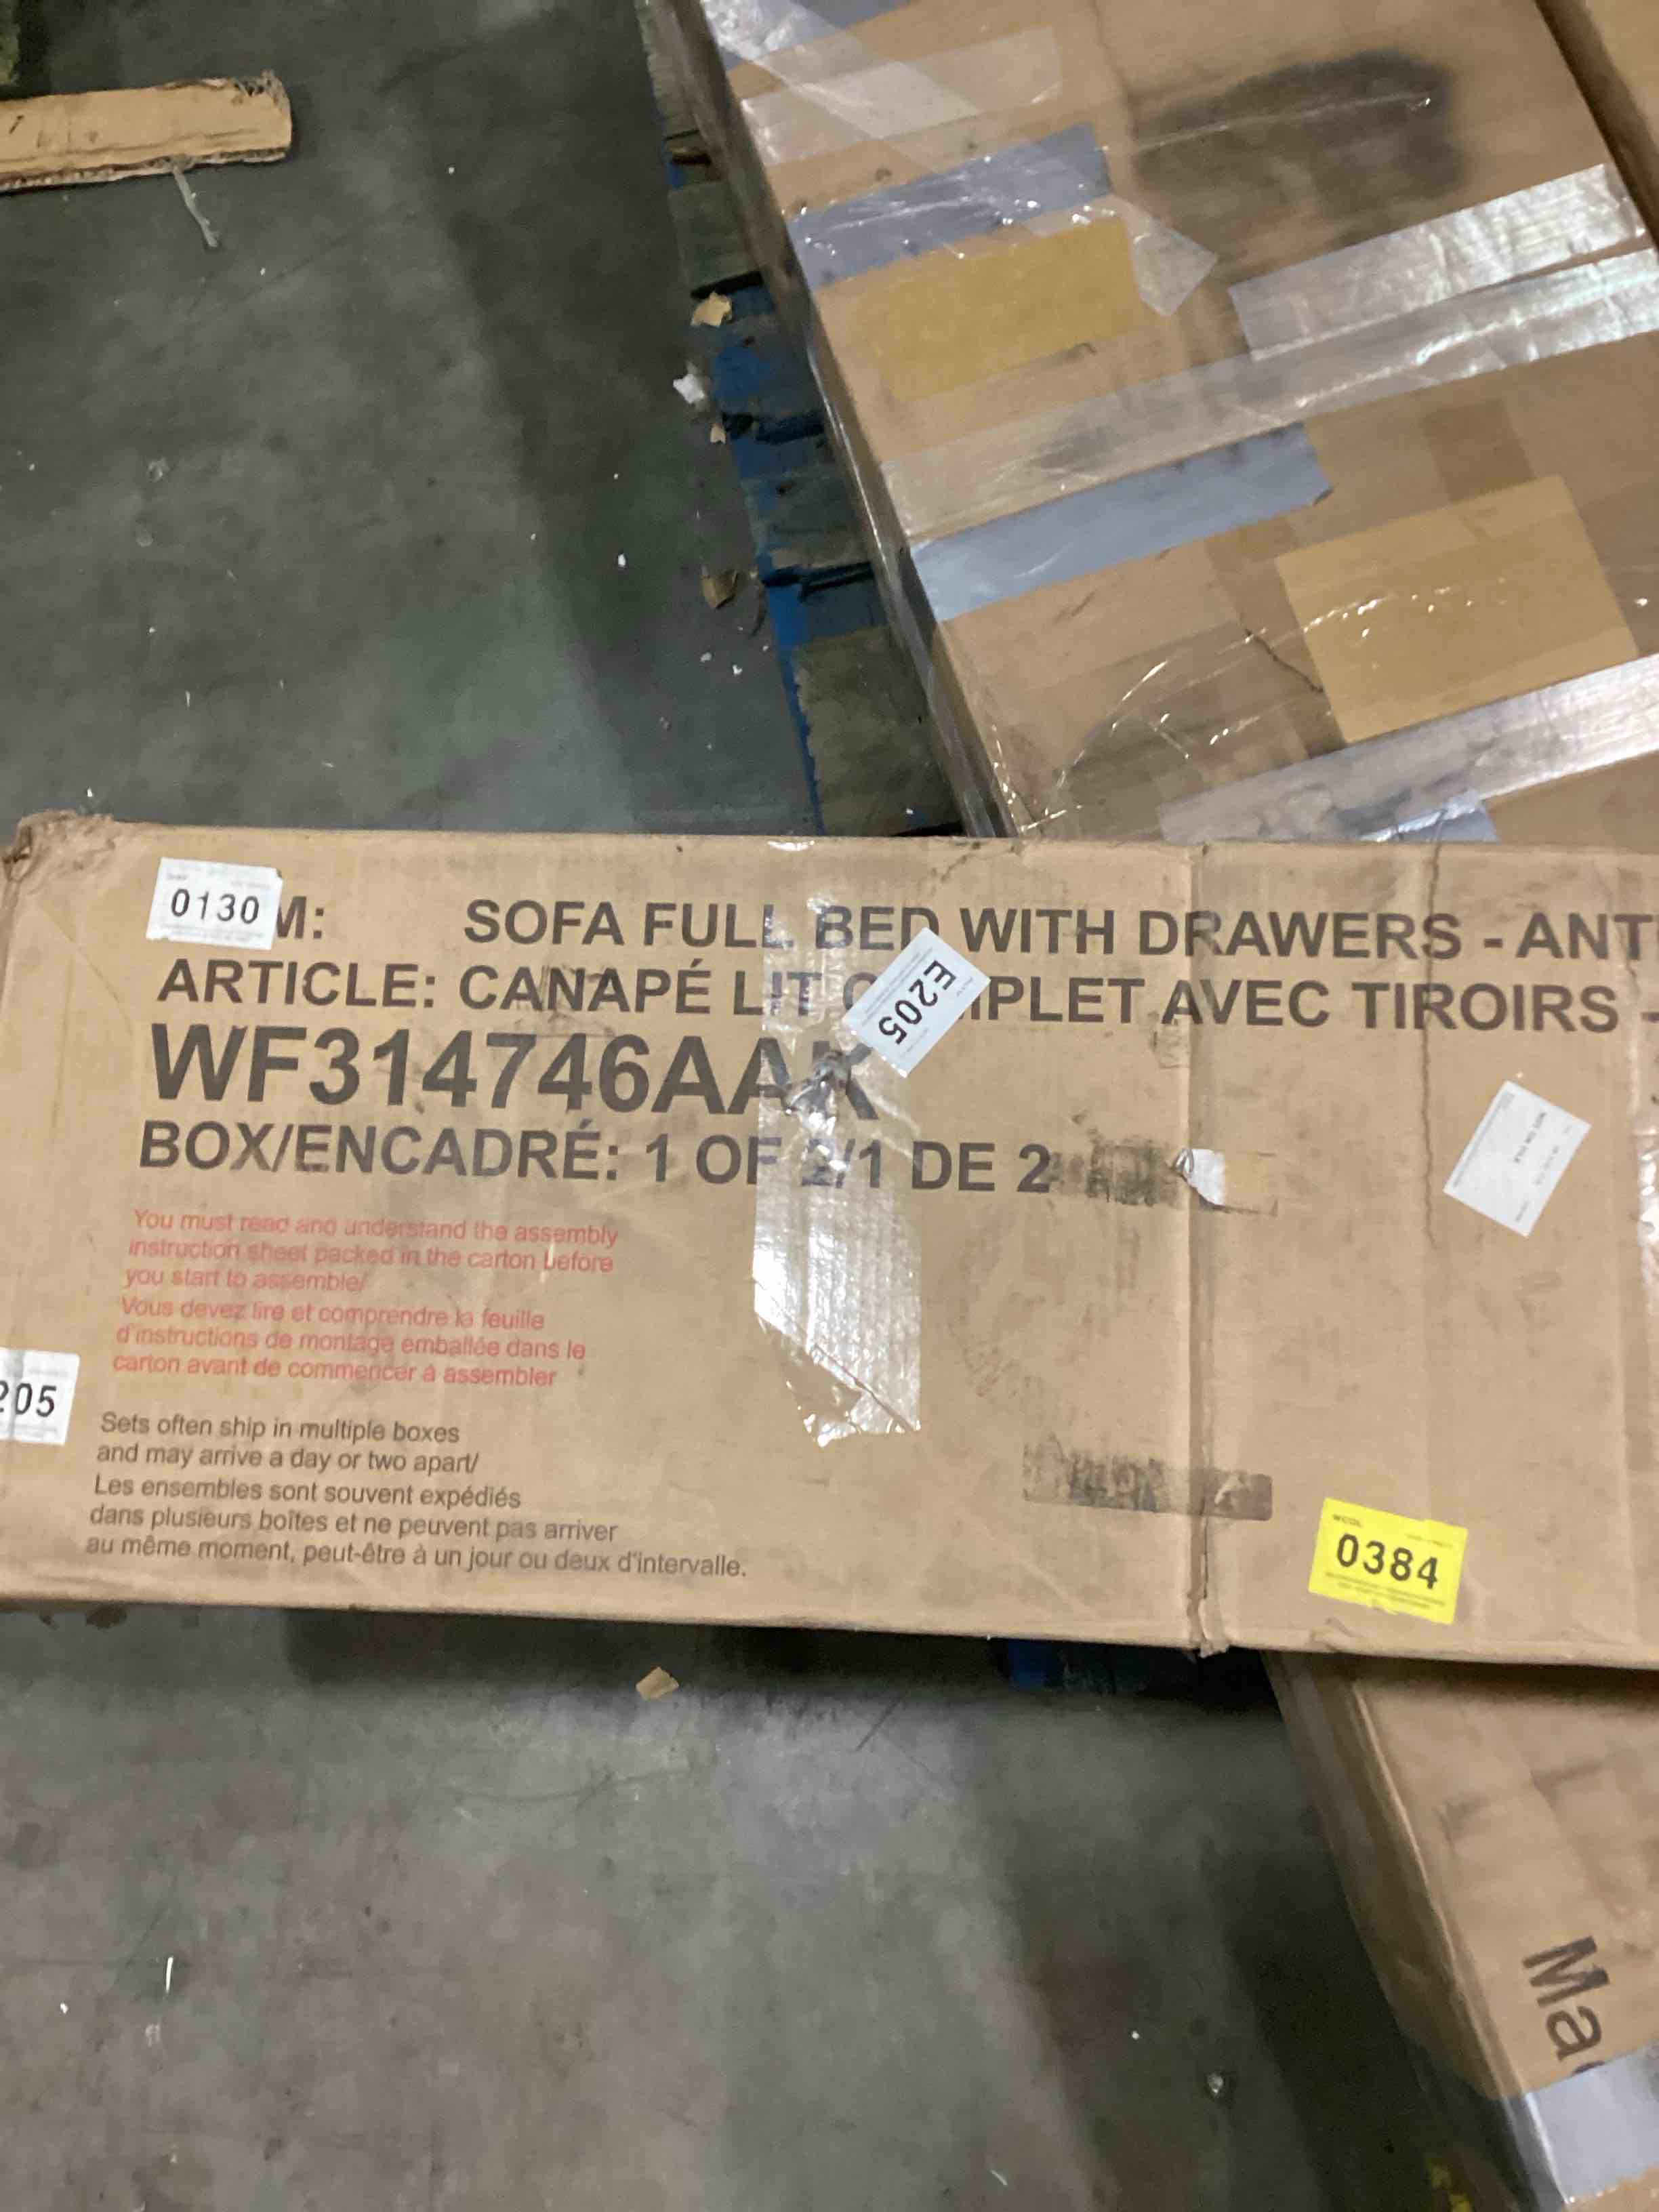 0130 M: SOFA FULL BED WITH DRAWERS - ANT
ARTICLE: CANAPÉ LIT C MPLET AVEC TIROIRS -
E205
WF314746AAK
BOX/ENCADRÉ: 1 OF 2/1 DE 2
You must read and understand the assembly
instruction sheet packed in the carton before
you start to assemble/
Vous devez lire et comprendre la feuille
d'instructions de montage emballée dans le
carton avant de commencer à assembler
205
Sets often ship in multiple boxes
and may arrive a day or two apart/
Les ensembles sont souvent expédiés
dans plusieurs boîtes et ne peuvent pas arriver
au même moment, peut-être à un jour ou deux d'intervalle.
0384
Ma